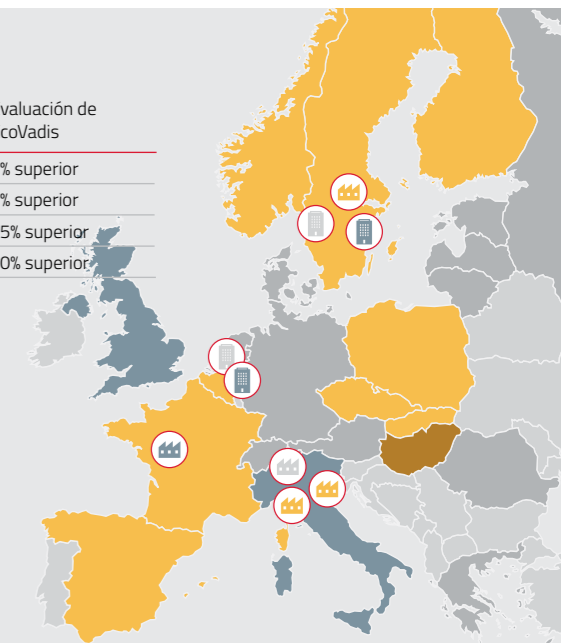 valuación de
coVadis
% superior
% superior
5% superior
0% superior